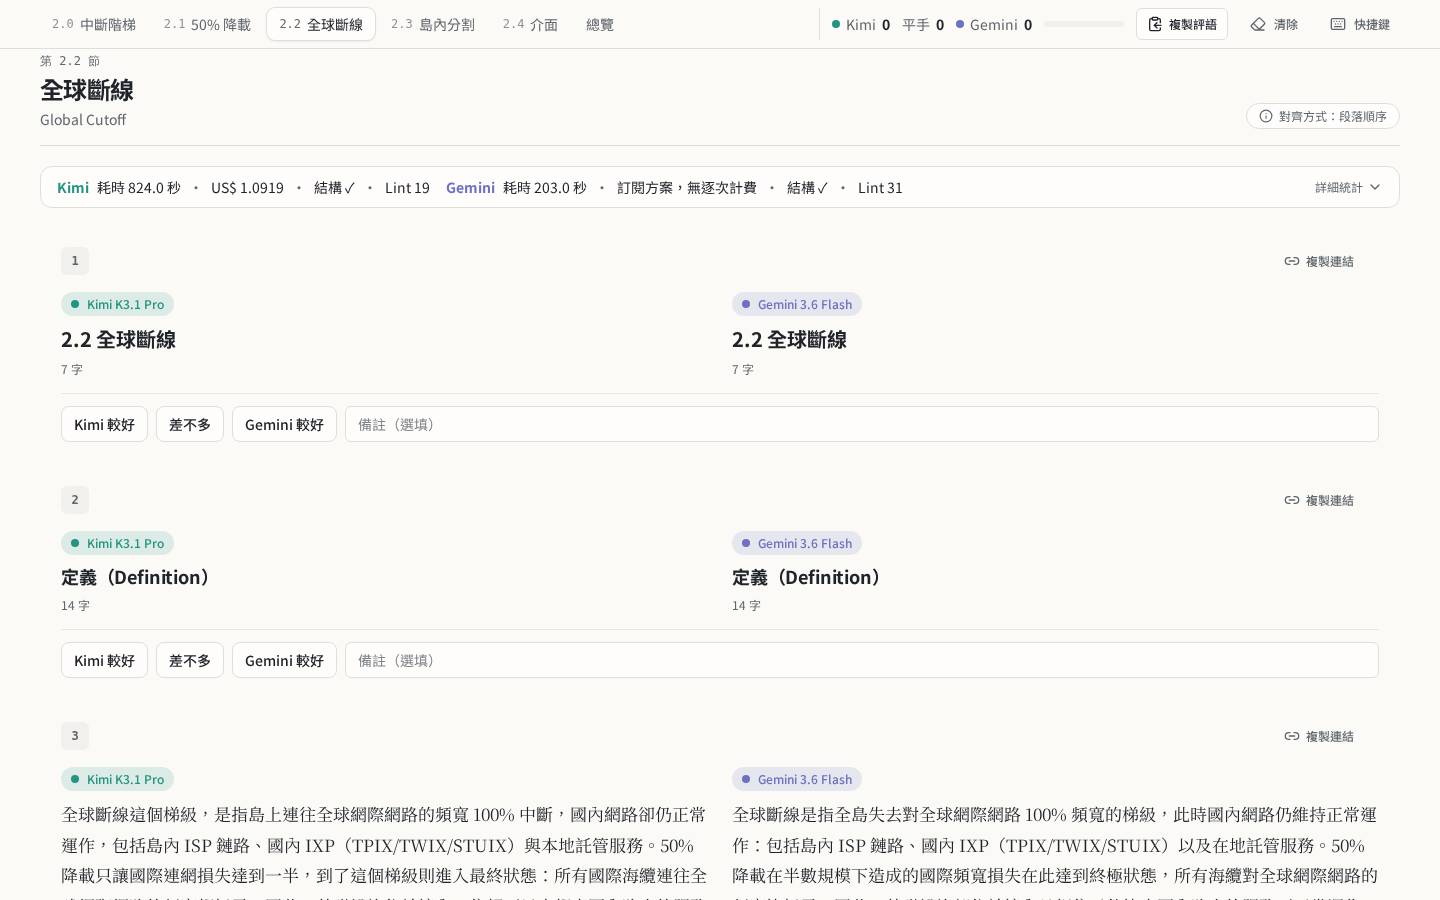 2.0 中斷階梯 2.1 50% 降載 2.2 全球斷線 2.3 島內分割 2.4 介面 總覽 Kimi 0 平手 0 Gemini 0 複製評語 清除 快捷鍵
第 2.2 節
全球斷線
Global Cutoff
對齊方式：段落順序
Kimi 耗時 824.0 秒 • US$ 1.0919 • 結構 ✓ • Lint 19 Gemini 耗時 203.0 秒 • 訂閱方案，無逐次計費 • 結構 ✓ • Lint 31 詳細統計
1 複製連結
Kimi K3.1 Pro Gemini 3.6 Flash
2.2 全球斷線 2.2 全球斷線
7 字 7 字
Kimi 較好 差不多 Gemini 較好 備註（選填）
2 複製連結
Kimi K3.1 Pro Gemini 3.6 Flash
定義（Definition） 定義（Definition）
14 字 14 字
Kimi 較好 差不多 Gemini 較好 備註（選填）
3 複製連結
Kimi K3.1 Pro
全球斷線這個梯級，是指島上連往全球網際網路的頻寬 100% 中斷，國內網路卻仍正常
運作，包括島內 ISP 鏈路、國內 IXP（TPIX/TWIX/STUIX）與本地託管服務。50%
降載只讓國際連網損失達到一半，到了這個梯級則進入最終狀態：所有國際海纜連往全
Gemini 3.6 Flash
全球斷線是指全島失去對全球網際網路 100% 頻寬的梯級，此時國內網路仍維持正常運
作：包括島內 ISP 鏈路、國內 IXP（TPIX/TWIX/STUIX）以及在地託管服務。50%
降載在半數規模下造成的國際頻寬損失在此達到終極狀態，所有海纜對全球網際網路的